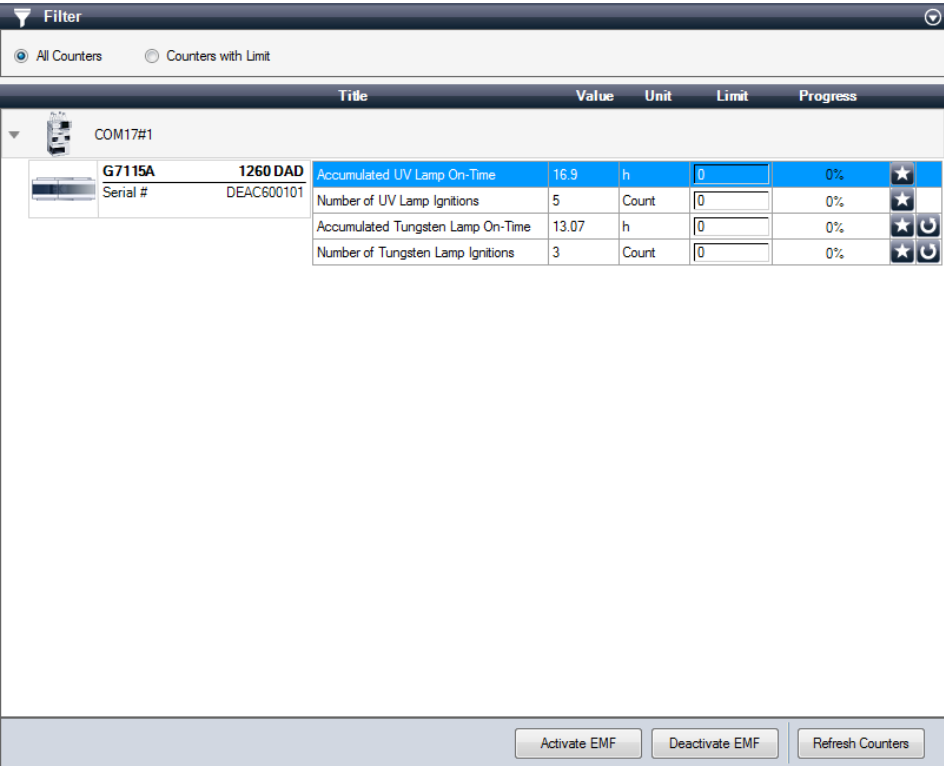 Filter
All Counters Counters with Limit
Title Value Unit Limit Progress
COM17#1
G7115A 1260 DAD Accumulated UV Lamp On-Time 16.9 h 0 0%
Serial # DEAC600101 Number of UV Lamp Ignitions 5 Count 0 0%
Accumulated Tungsten Lamp On-Time 13.07 h 0 0%
Number of Tungsten Lamp Ignitions 3 Count 0 0%
Activate EMF Deactivate EMF Refresh Counters